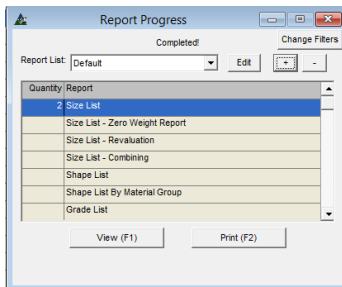 Report Progress
Completed!
Change Filters
Report List: Default Edit + -
Quantity Report
2 Size List
Size List - Zero Weight Report
Size List - Revaluation
Size List - Combining
Shape List
Shape List By Material Group
Grade List
View (F1) Print (F2)